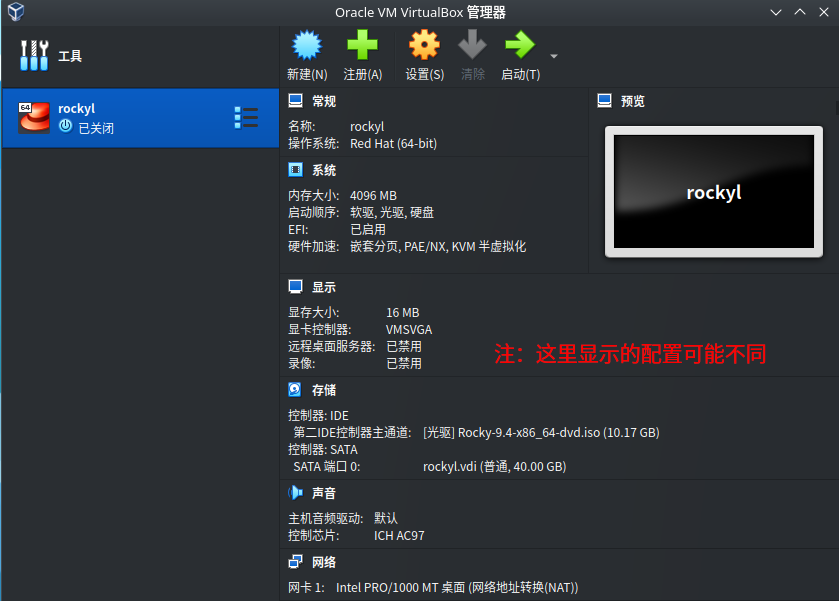 Oracle VM VirtualBox 管理器
工具
新建(N) 注册(A) 设置(S) 清除 启动(T)
64
rockyl
已关闭
常规
名称: rockyl
操作系统: Red Hat (64-bit)
预览
rockyl
系统
内存大小: 4096 MB
启动顺序: 软驱, 光驱, 硬盘
EFI: 已启用
硬件加速: 嵌套分页, PAE/NX, KVM 半虚拟化
显示
显存大小: 16 MB
显卡控制器: VMSVGA
远程桌面服务器: 已禁用
录像: 已禁用
注：这里显示的配置可能不同
存储
控制器: IDE
第二IDE控制器主通道: [光驱] Rocky-9.4-x86_64-dvd.iso (10.17 GB)
控制器: SATA
SATA 端口 0: rockyl.vdi (普通, 40.00 GB)
声音
主机音频驱动: 默认
控制芯片: ICH AC97
网络
网卡 1: Intel PRO/1000 MT 桌面 (网络地址转换(NAT))